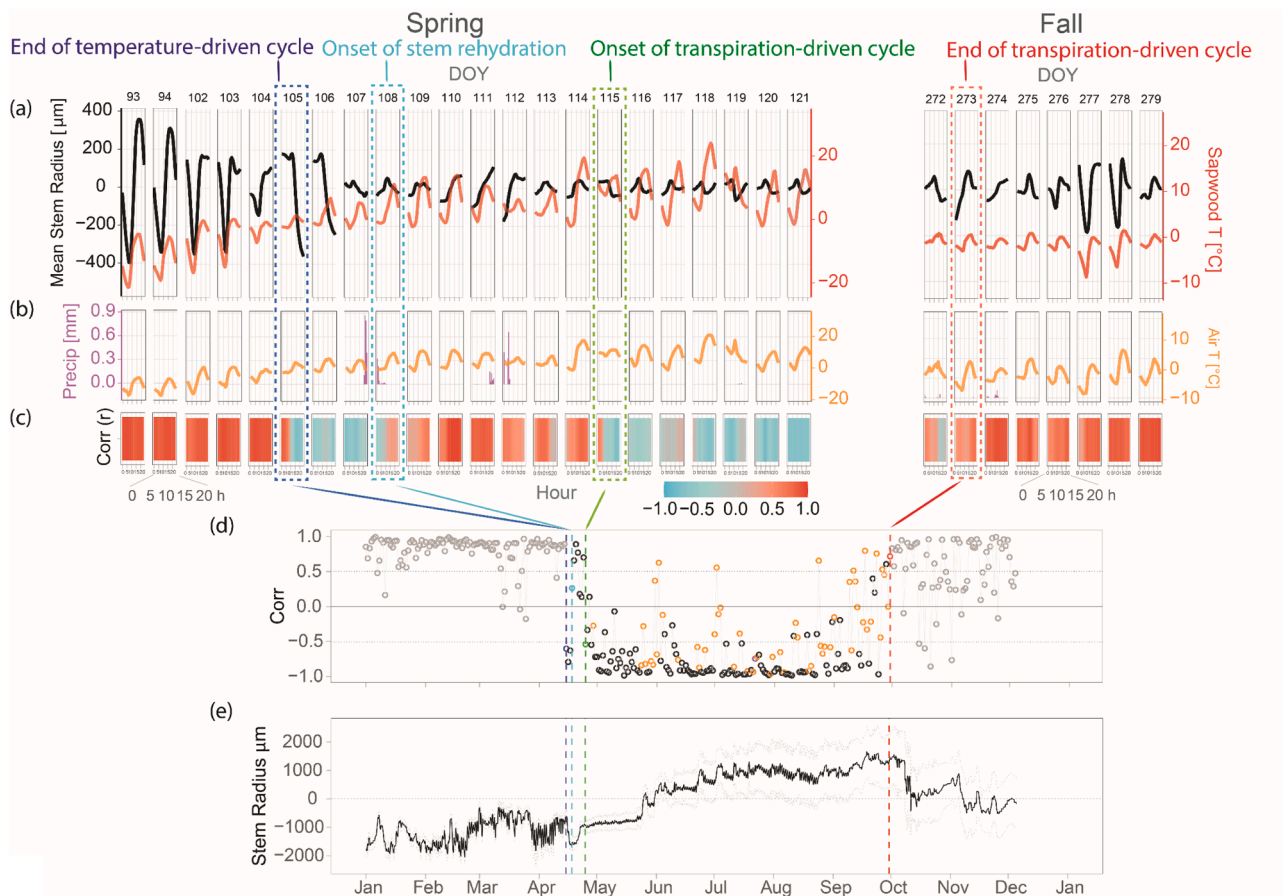 Spring
Fall
End of temperature-driven cycle
Onset of stem rehydration
Onset of transpiration-driven cycle
End of transpiration-driven cycle
DOY
DOY
(a)
93 94 102 103 104 105 106 107 108 109 110 111 112 113 114 115 116 117 118 119 120 121
272 273 274 275 276 277 278 279
Mean Stem Radius [µm]
400
200
0
−200
−400
20
0
−20
20
10
0
−10
Sapwood T [°C]
(b)
Precip [mm]
0.9
0.6
0.3
0.0
20
0
−20
20
10
0
−10
Air T [°C]
(c)
Corr (r)
0 5 10 15 20 h
Hour
0 5 10 15 20 h
−1.0 −0.5 0.0 0.5 1.0
(d)
Corr
1.0
0.5
0.0
−0.5
−1.0
(e)
Stem Radius µm
2000
1000
0
−1000
−2000
Jan Feb Mar Apr May Jun Jul Aug Sep Oct Nov Dec Jan